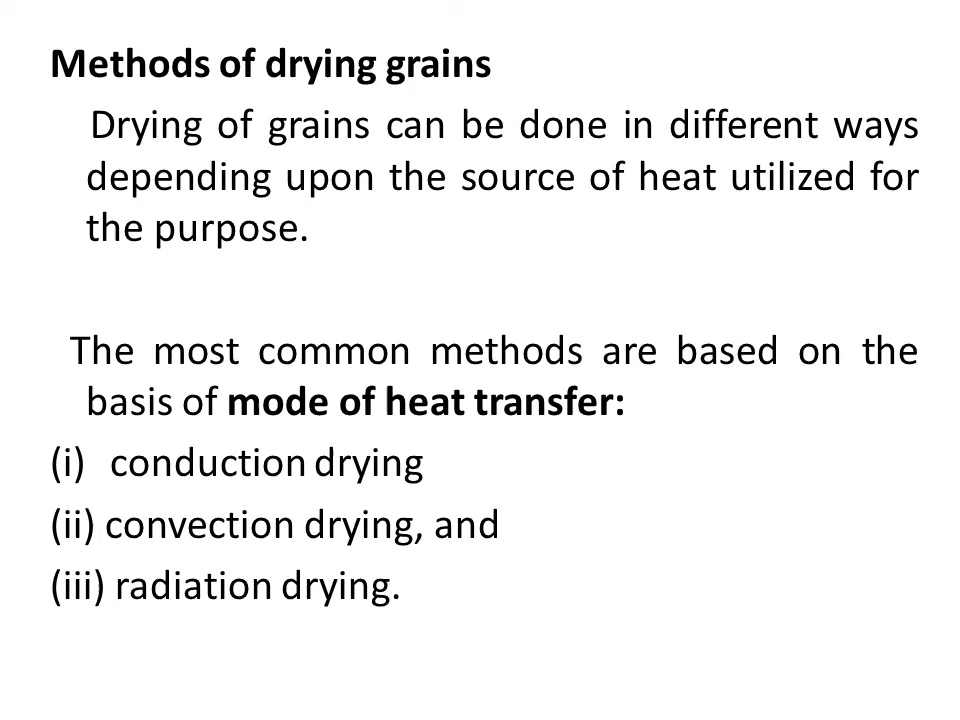 Methods of drying grains
Drying of grains can be done in different ways
depending upon the source of heat utilized for
the purpose.
The most common methods are based on the
basis of mode of heat transfer:
(i) conduction drying
(ii) convection drying, and
(iii) radiation drying.